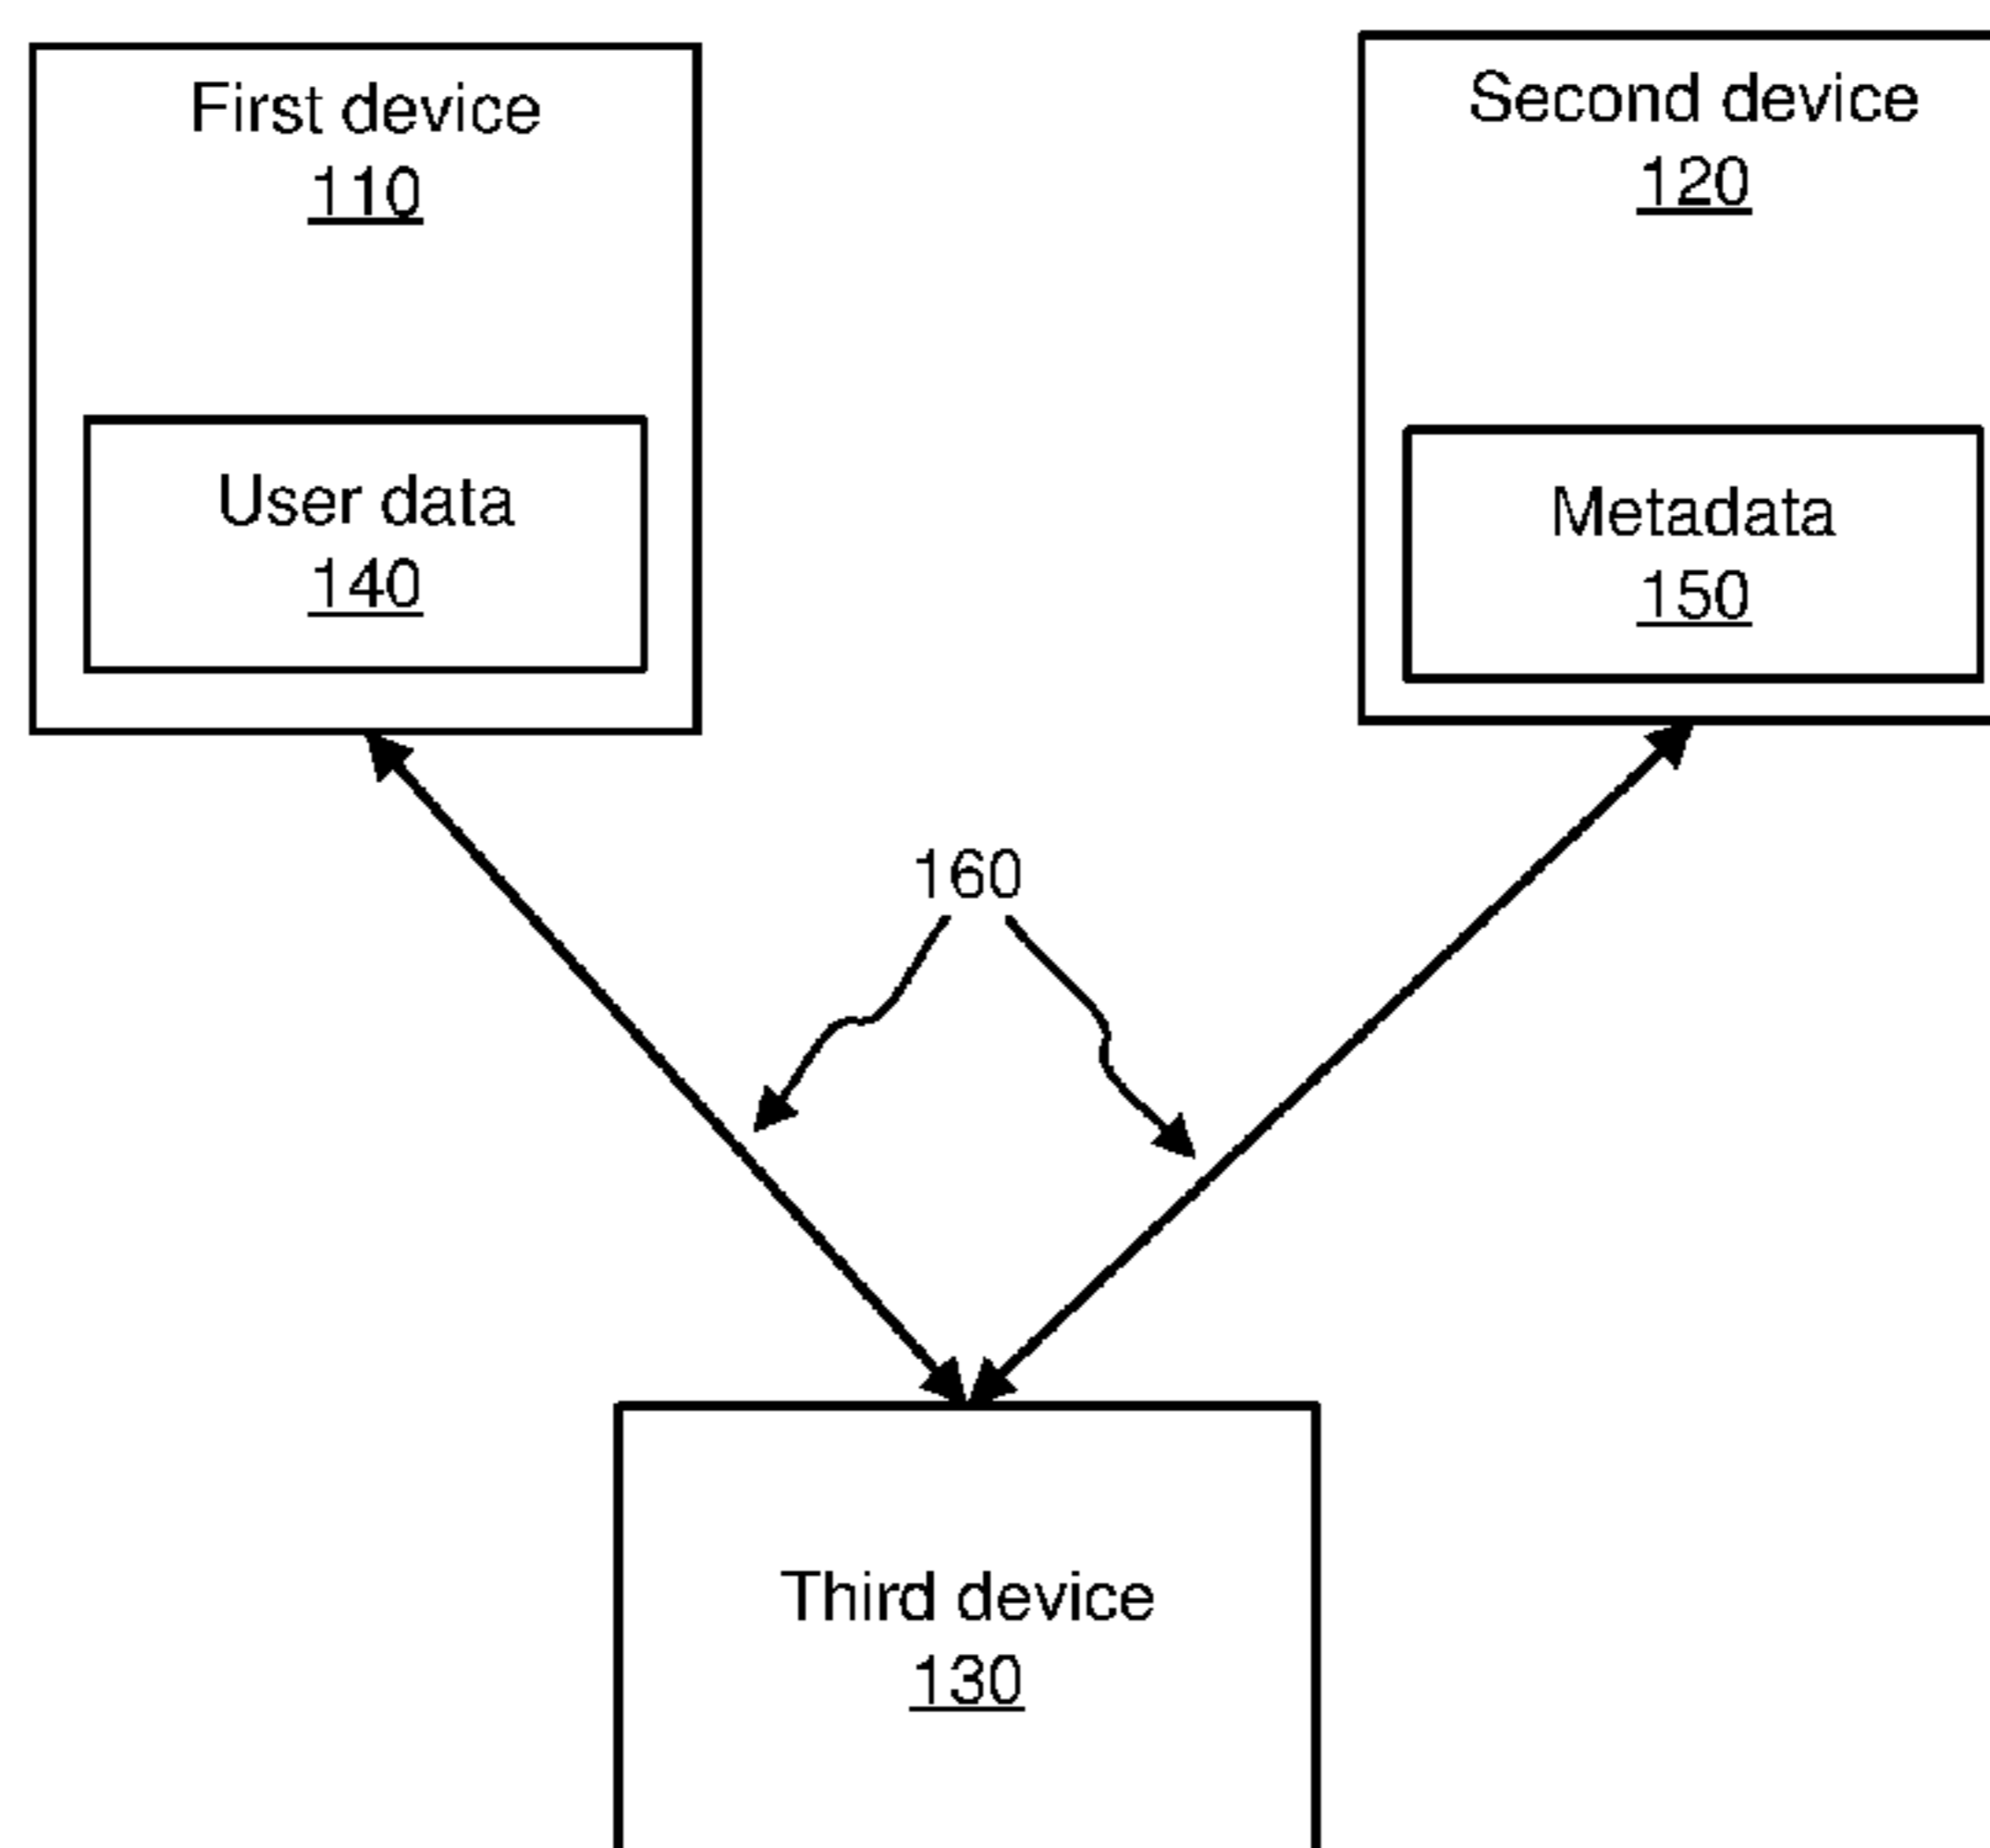 First device
110
User data
140
Second device
120
Metadata
150
160
Third device
130